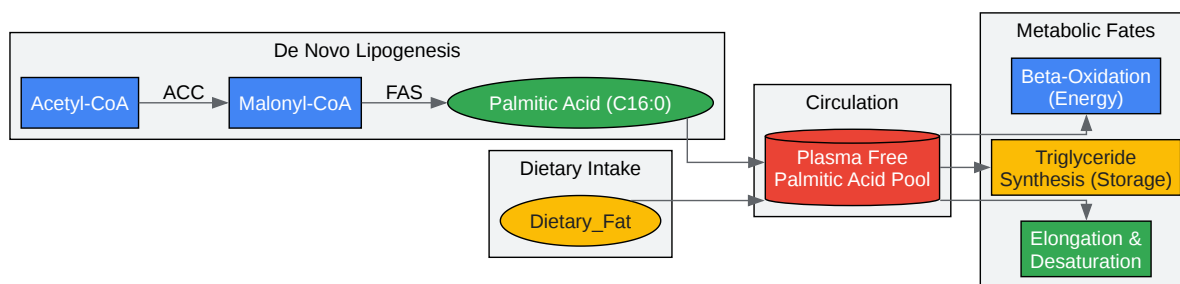 De Novo Lipogenesis
Acetyl-CoA
ACC
Malonyl-CoA
FAS
Palmitic Acid (C16:0)
Dietary Intake
Dietary_Fat
Circulation
Plasma Free
Palmitic Acid Pool
Metabolic Fates
Beta-Oxidation
(Energy)
Triglyceride
Synthesis (Storage)
Elongation &
Desaturation